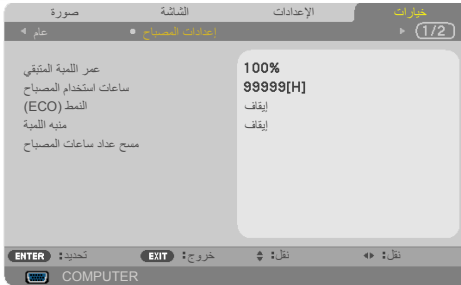 صورة الشاشة الإعدادات خيارات
عام إعدادات المصباح (1/2)
عمر اللمبة المتبقي 100%
ساعات استخدام المصباح 99999[H]
النمط (ECO) إيقاف
منبه اللمبة إيقاف
مسح عداد ساعات المصباح
ENTER تحديد: EXIT خروج: نقل: نقل:
COMPUTER